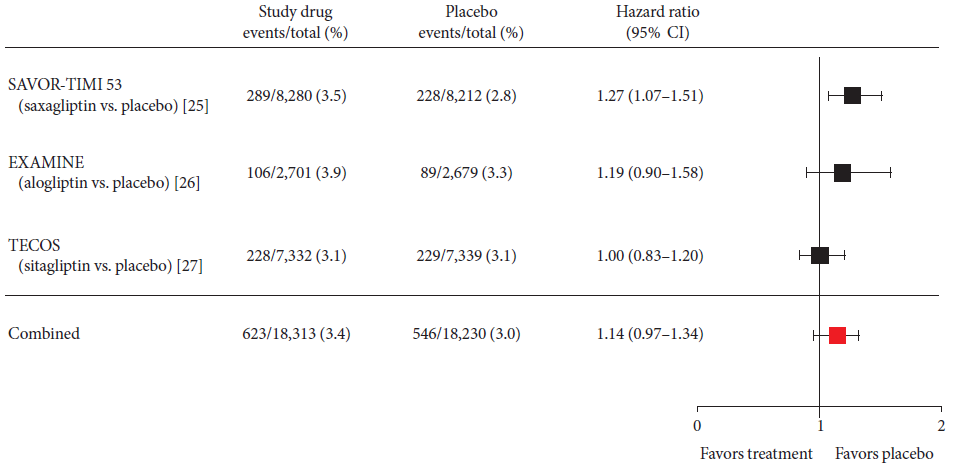 Study drug Placebo Hazard ratio
events/total (%) events/total (%) (95% CI)
SAVOR-TIMI 53
(saxagliptin vs. placebo) [25] 289/8,280 (3.5) 228/8,212 (2.8) 1.27 (1.07–1.51)
EXAMINE
(alogliptin vs. placebo) [26] 106/2,701 (3.9) 89/2,679 (3.3) 1.19 (0.90–1.58)
TECOS
(sitagliptin vs. placebo) [27] 228/7,332 (3.1) 229/7,339 (3.1) 1.00 (0.83–1.20)
Combined 623/18,313 (3.4) 546/18,230 (3.0) 1.14 (0.97–1.34)
0 1 2
Favors treatment Favors placebo